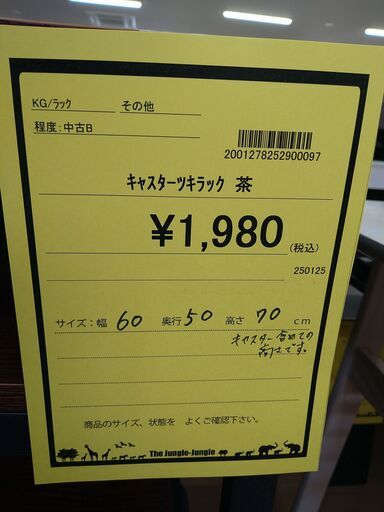 KG/ラック その他
程度:中古B
2001278252900097
キャスターツキラック 茶
¥1,980(税込)
250125
サイズ:幅 60 奥行 50 高さ 70 cm
キャスター含めての
高さです。
商品のサイズ、状態を よくご確認下さい。
The Jungle-Jungle